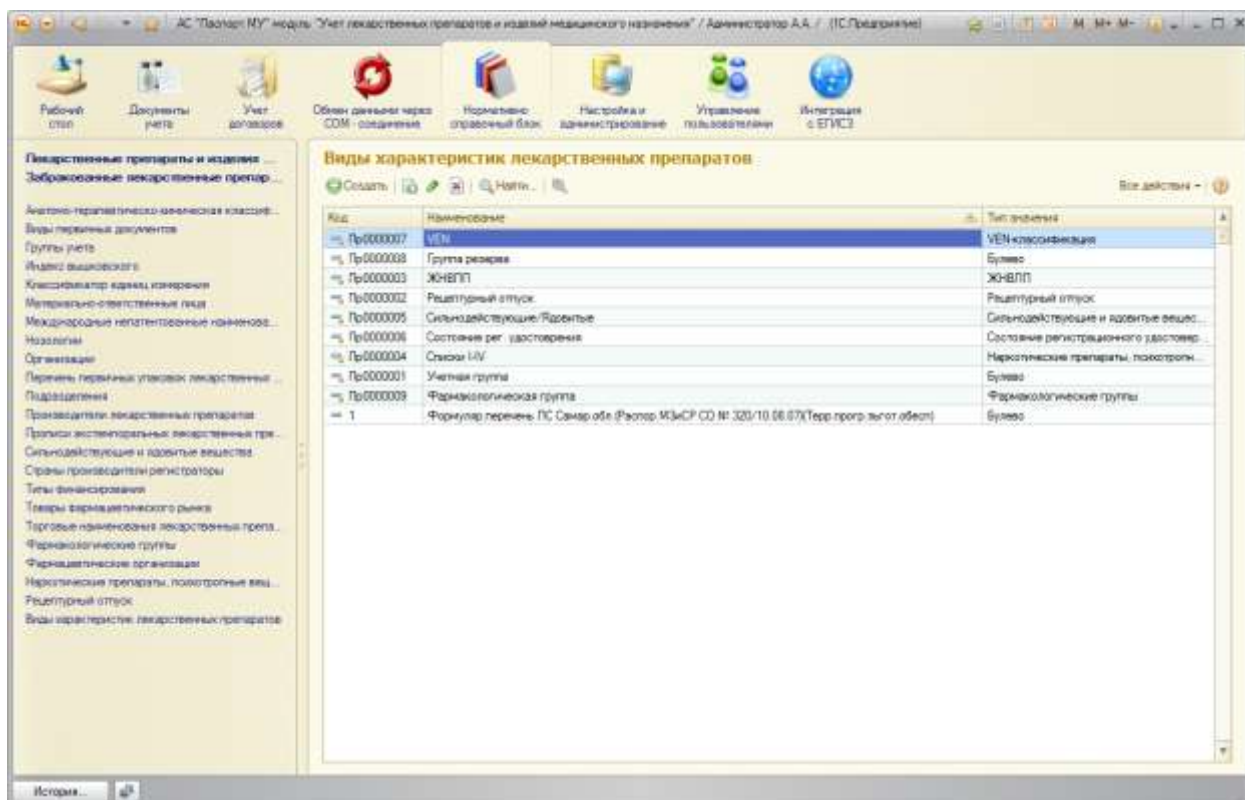 АС "Паспорт МУ" модуль "Учет лекарственных препаратов и изделий медицинского назначения" / Администратор А.А. / (1С:Предприятие)
M M+ M-
Рабочий стол
Документы учета
Учет договоров
Обмен данными через COM - соединение
Нормативно справочный блок
Настройка и администрирование
Управление пользователями
Интеграция с ЕГИСЗ
Лекарственные препараты и изделия ...
Забракованные лекарственные препар...
Анатомо-терапевтическо-химическая классиф...
Виды первичных документов
Группы учета
Индекс вышковского
Классификатор единиц измерения
Материально-ответственные лица
Международные непатентованные наименова...
Нозологии
Организации
Перечень первичных упаковок лекарственных ...
Подразделения
Производители лекарственных препаратов
Прописи экстемпоральных лекарственных пре...
Сильнодействующие и ядовитые вещества
Страны производители регистраторы
Типы финансирования
Товары фармацевтического рынка
Торговые наименования лекарственных препа...
Фармакологические группы
Фармацевтические организации
Наркотические препараты, психотропные вещ...
Рецептурный отпуск
Виды характеристик лекарственных препаратов
Виды характеристик лекарственных препаратов
Создать Найти... Все действия
Код Наименование Тип значения
Пр0000007 VEN VEN-классификация
Пр0000008 Группа резерва Булево
Пр0000003 ЖНВЛП ЖНВЛП
Пр0000002 Рецептурный отпуск Рецептурный отпуск
Пр0000005 Сильнодействующие/Ядовитые Сильнодействующие и ядовитые вещес...
Пр0000006 Состояние рег. удостоверения Состояние регистрационного удостовер...
Пр0000004 Списки I-IV Наркотические препараты, психотропн...
Пр0000001 Учетная группа Булево
Пр0000009 Фармакологическая группа Фармакологические группы
1 Формуляр перечень ЛС Самар.обл.(Распор.МЗиСР СО № 320/10.08.07)(Терр.прогр.льгот.обесп) Булево
История...